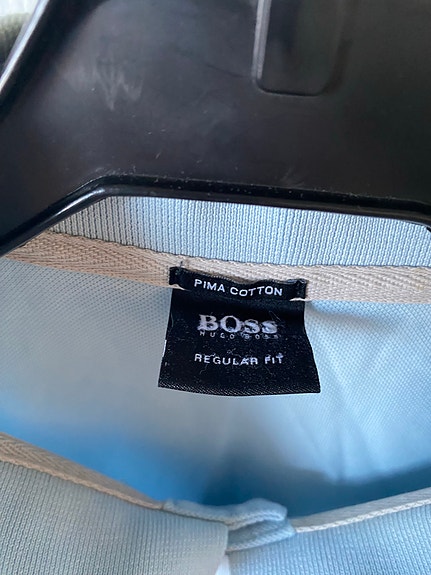 PIMA COTTON
BOSS
HUGO BOSS
REGULAR FIT